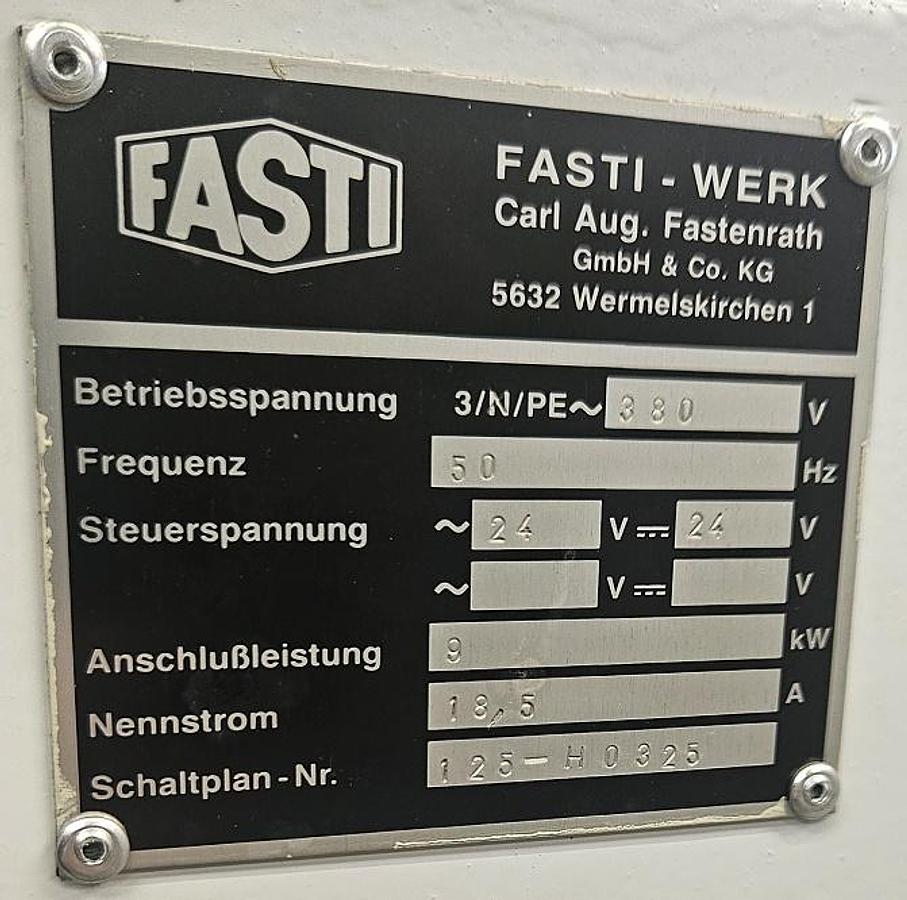 FASTI
FASTI - WERK
Carl Aug. Fastenrath
GmbH & Co. KG
5632 Wermelskirchen 1
Betriebsspannung 3/N/PE~ 380 V
Frequenz 50 Hz
Steuerspannung ~ 24 V ⎓ 24 V
~ V ⎓ V
Anschlußleistung 9 kW
Nennstrom 18,5 A
Schaltplan-Nr. 125-H0325